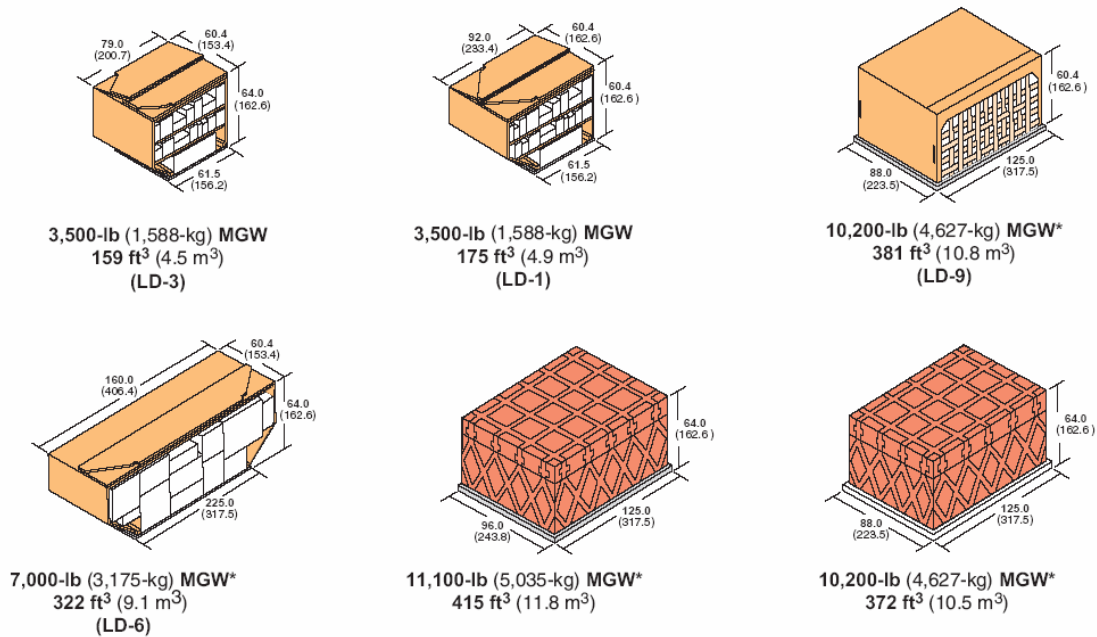 79.0
(200.7)
60.4
(153.4)
64.0
(162.6)
61.5
(156.2)
3,500-lb (1,588-kg) MGW
159 ft³ (4.5 m³)
(LD-3)
92.0
(233.4)
60.4
(162.6)
60.4
(162.6)
61.5
(156.2)
3,500-lb (1,588-kg) MGW
175 ft³ (4.9 m³)
(LD-1)
60.4
(162.6)
88.0
(223.5)
125.0
(317.5)
10,200-lb (4,627-kg) MGW*
381 ft³ (10.8 m³)
(LD-9)
160.0
(406.4)
60.4
(153.4)
64.0
(162.6)
225.0
(317.5)
7,000-lb (3,175-kg) MGW*
322 ft³ (9.1 m³)
(LD-6)
64.0
(162.6)
96.0
(243.8)
125.0
(317.5)
11,100-lb (5,035-kg) MGW*
415 ft³ (11.8 m³)
64.0
(162.6)
88.0
(223.5)
125.0
(317.5)
10,200-lb (4,627-kg) MGW*
372 ft³ (10.5 m³)